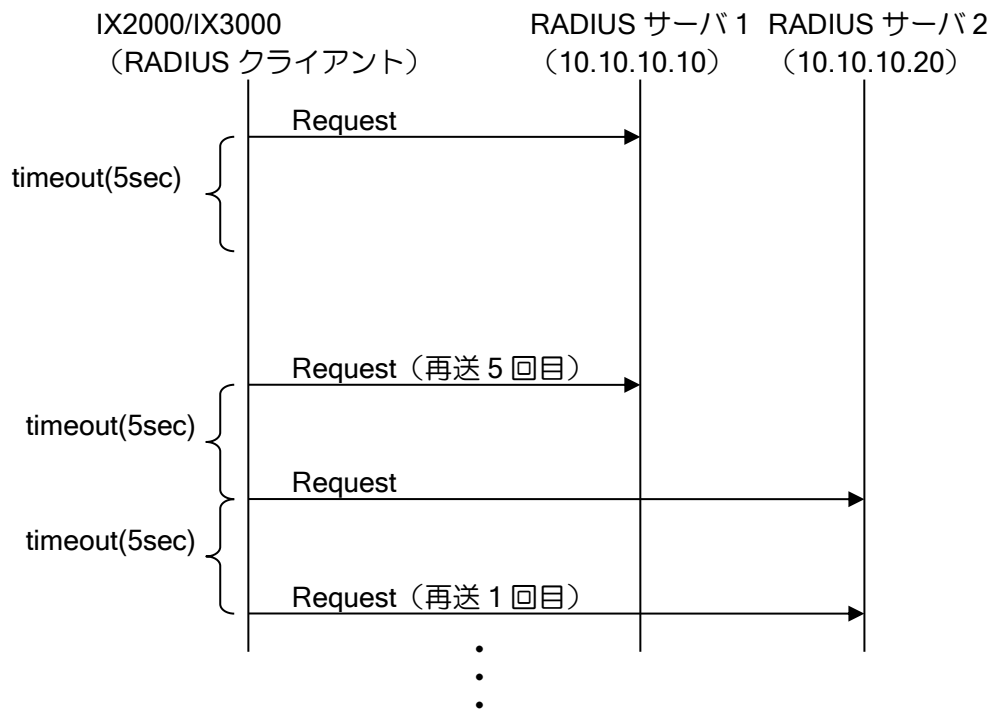 IX2000/IX3000
（RADIUS クライアント）
RADIUS サーバ 1
（10.10.10.10）
RADIUS サーバ 2
（10.10.10.20）
Request
timeout(5sec)
Request（再送 5 回目）
timeout(5sec)
Request
timeout(5sec)
Request（再送 1 回目）